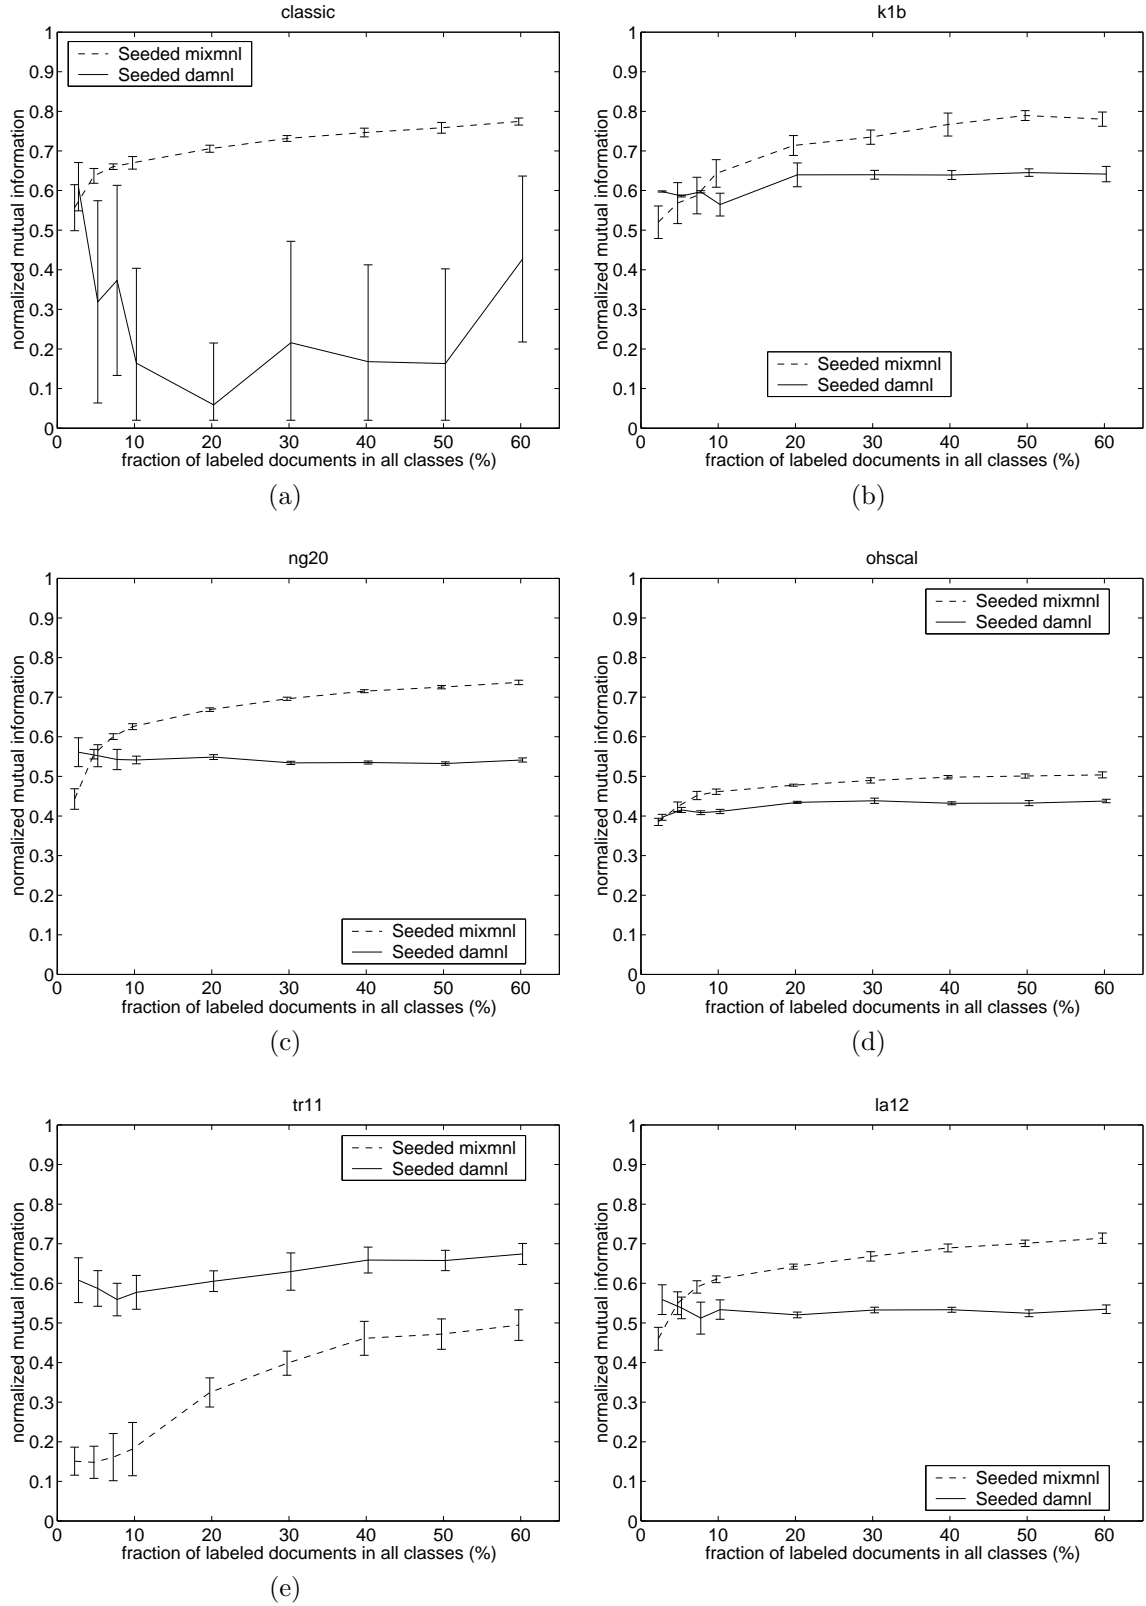 classic
1
0.9
0.8
0.7
0.6
0.5
0.4
0.3
0.2
0.1
0
normalized mutual information
Seeded mixmnl
Seeded damnl
0 10 20 30 40 50 60
fraction of labeled documents in all classes (%)
(a)
k1b
1
0.9
0.8
0.7
0.6
0.5
0.4
0.3
0.2
0.1
0
normalized mutual information
Seeded mixmnl
Seeded damnl
0 10 20 30 40 50 60
fraction of labeled documents in all classes (%)
(b)
ng20
1
0.9
0.8
0.7
0.6
0.5
0.4
0.3
0.2
0.1
0
normalized mutual information
Seeded mixmnl
Seeded damnl
0 10 20 30 40 50 60
fraction of labeled documents in all classes (%)
(c)
ohscal
1
0.9
0.8
0.7
0.6
0.5
0.4
0.3
0.2
0.1
0
normalized mutual information
Seeded mixmnl
Seeded damnl
0 10 20 30 40 50 60
fraction of labeled documents in all classes (%)
(d)
tr11
1
0.9
0.8
0.7
0.6
0.5
0.4
0.3
0.2
0.1
0
normalized mutual information
Seeded mixmnl
Seeded damnl
0 10 20 30 40 50 60
fraction of labeled documents in all classes (%)
(e)
la12
1
0.9
0.8
0.7
0.6
0.5
0.4
0.3
0.2
0.1
0
normalized mutual information
Seeded mixmnl
Seeded damnl
0 10 20 30 40 50 60
fraction of labeled documents in all classes (%)